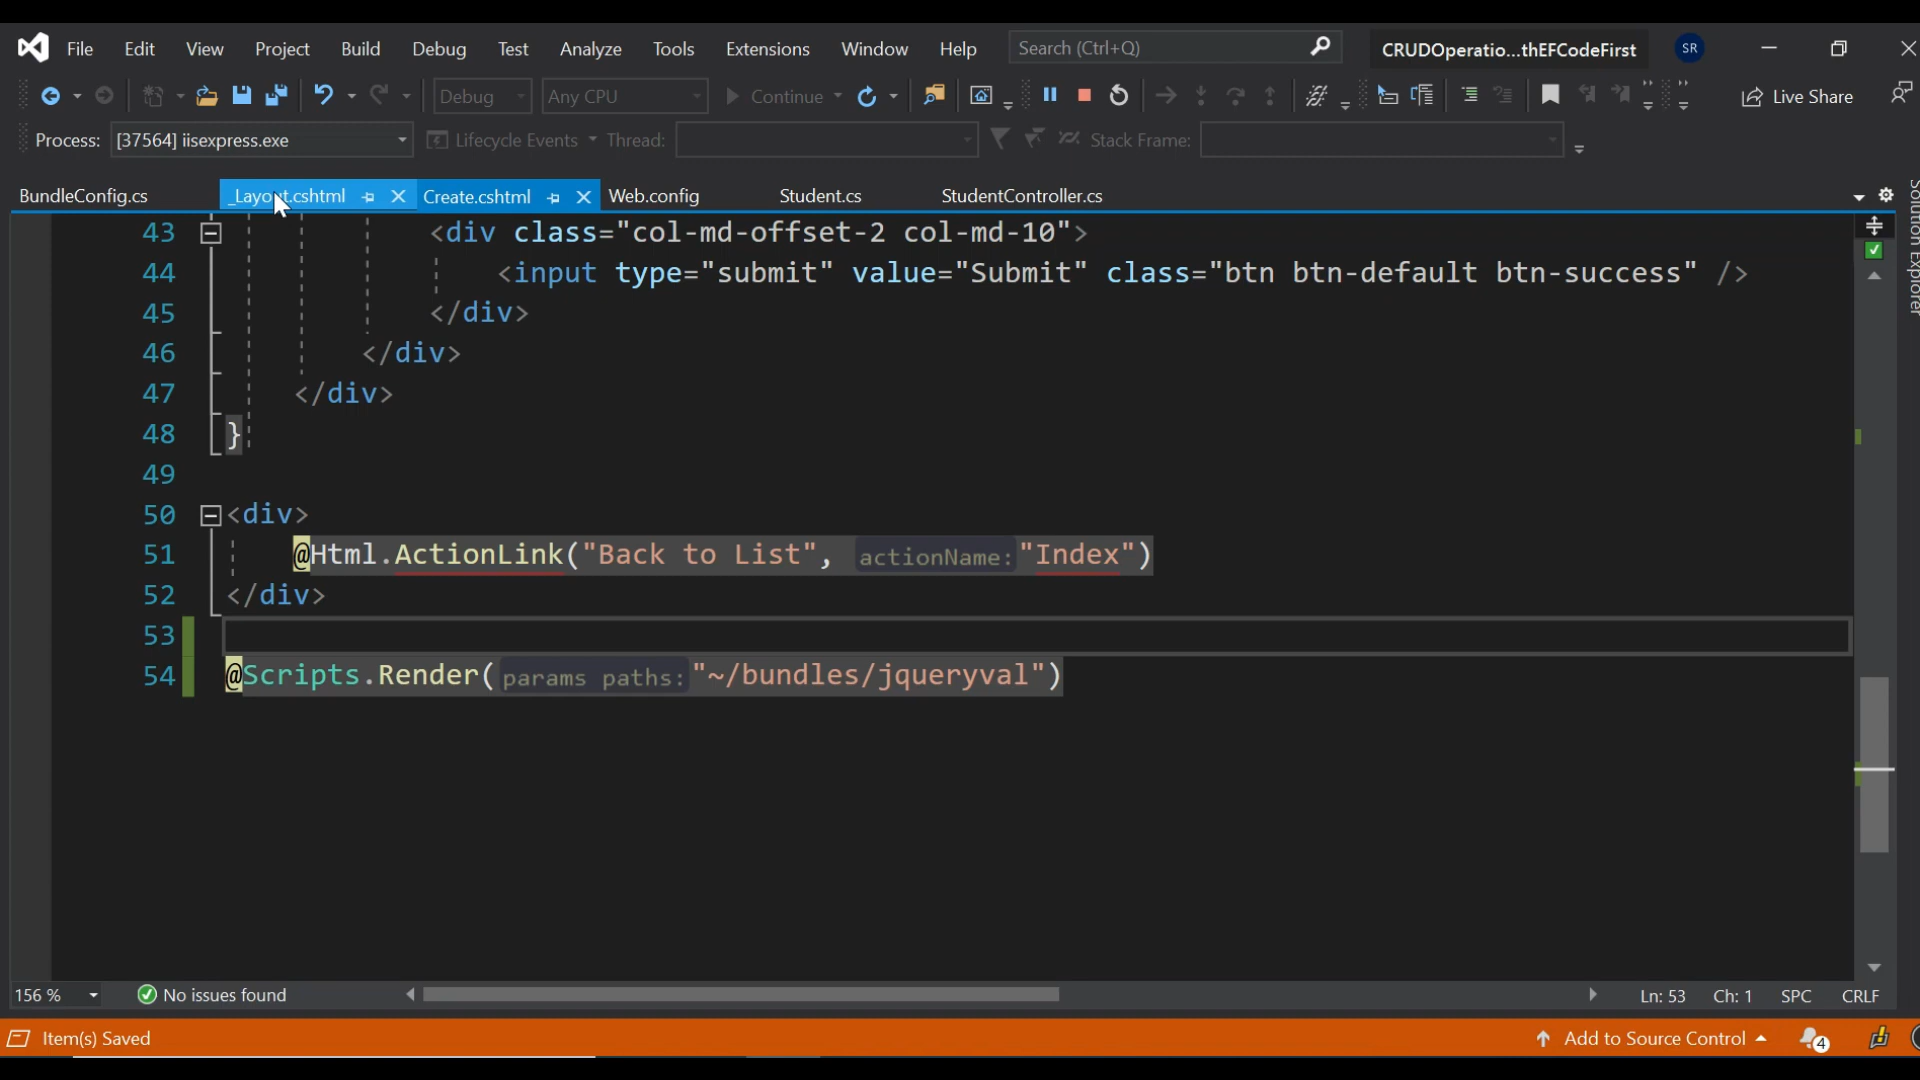 File Edit View Project Build Debug Test Analyze Tools Extensions Window Help Search (Ctrl+Q) CRUDOperatio...thEFCodeFirst SR
Debug Any CPU Continue Live Share
Process: [37564] iisexpress.exe Lifecycle Events Thread: Stack Frame:
BundleConfig.cs _Layout.cshtml Create.cshtml Web.config Student.cs StudentController.cs
Solution Explorer
43 <div class="col-md-offset-2 col-md-10">
44 <input type="submit" value="Submit" class="btn btn-default btn-success" />
45 </div>
46 </div>
47 </div>
48 }
49
50 <div>
51 @Html.ActionLink("Back to List", actionName:"Index")
52 </div>
53
54 @Scripts.Render(params paths:"~/bundles/jqueryval")
156 % No issues found Ln: 53 Ch: 1 SPC CRLF
Item(s) Saved Add to Source Control 4